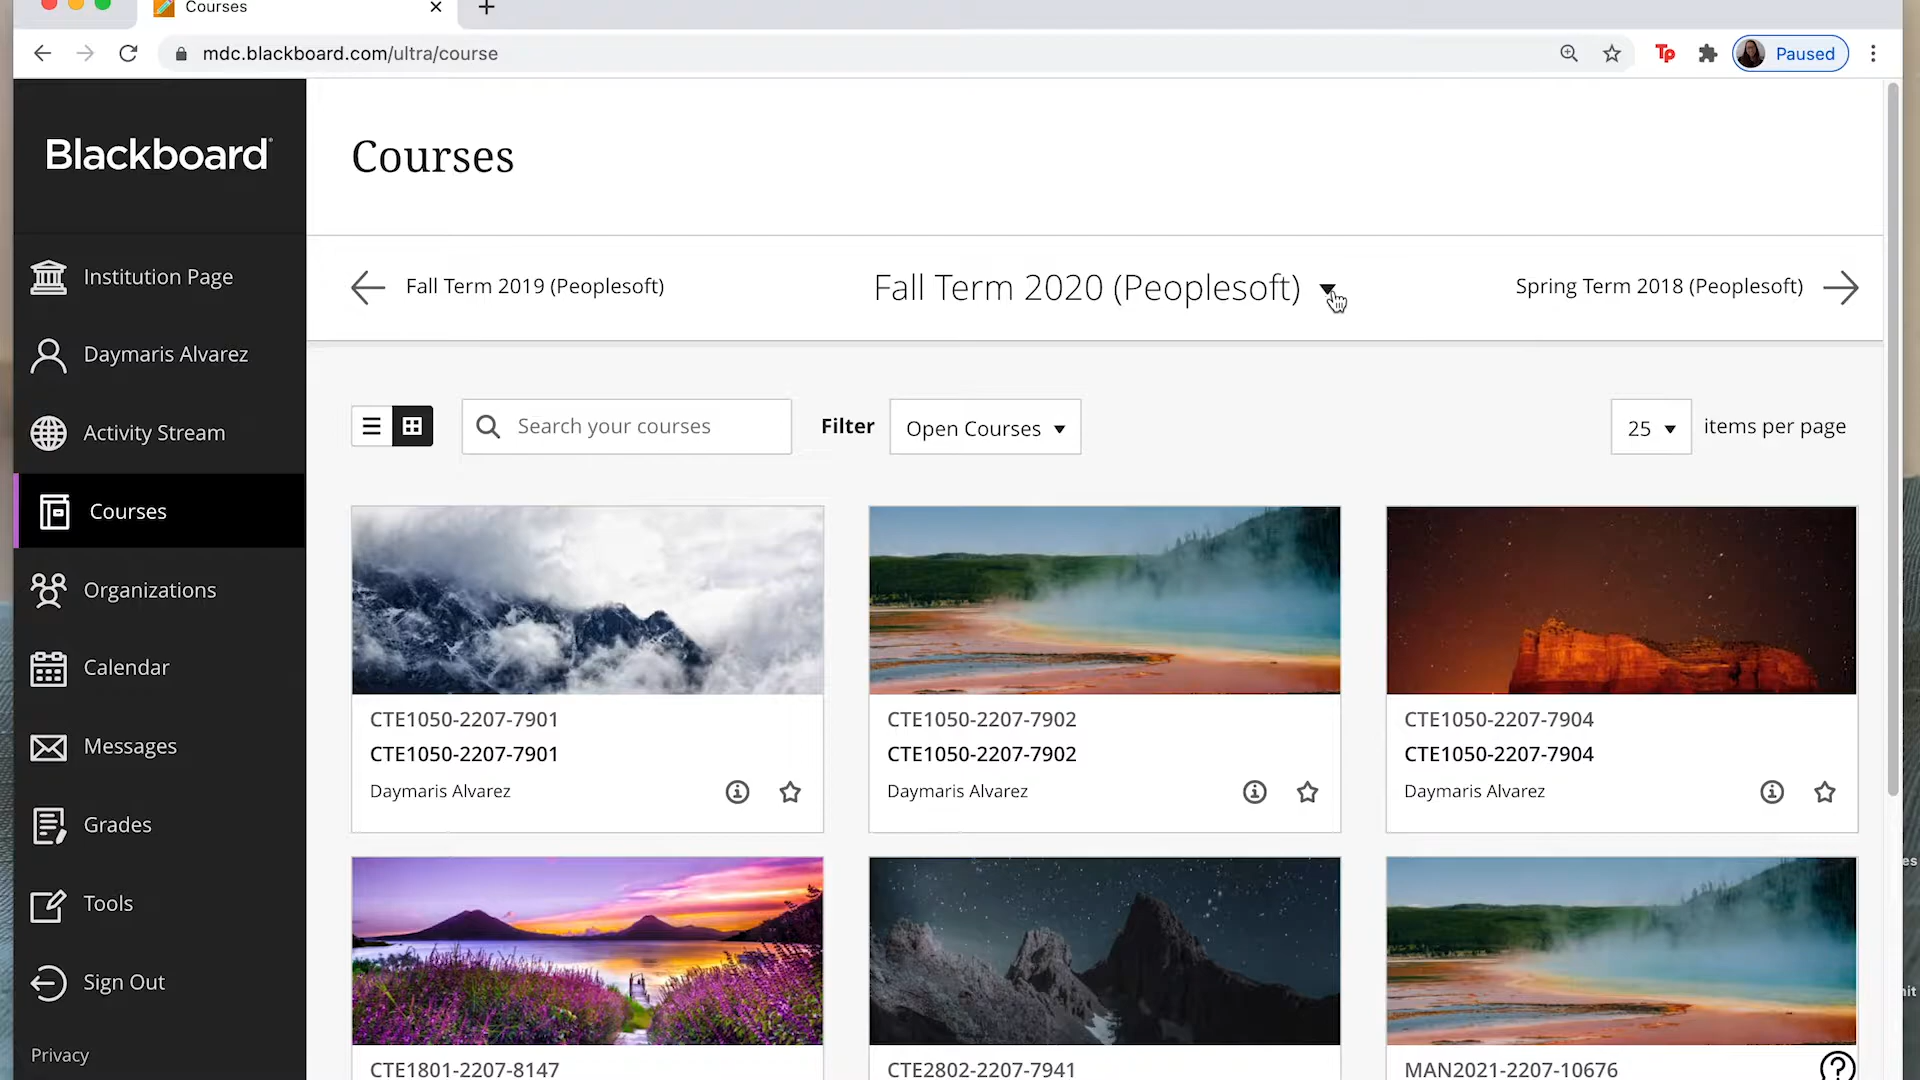 Courses
mdc.blackboard.com/ultra/course
Tp
Paused
Blackboard
Courses
Institution Page
Daymaris Alvarez
Activity Stream
Courses
Organizations
Calendar
Messages
Grades
Tools
Sign Out
Privacy
Fall Term 2019 (Peoplesoft)
Fall Term 2020 (Peoplesoft)
Spring Term 2018 (Peoplesoft)
Search your courses
Filter
Open Courses
25
items per page
CTE1050-2207-7901
CTE1050-2207-7901
Daymaris Alvarez
CTE1050-2207-7902
CTE1050-2207-7902
Daymaris Alvarez
CTE1050-2207-7904
CTE1050-2207-7904
Daymaris Alvarez
CTE1801-2207-8147
CTE2802-2207-7941
MAN2021-2207-10676